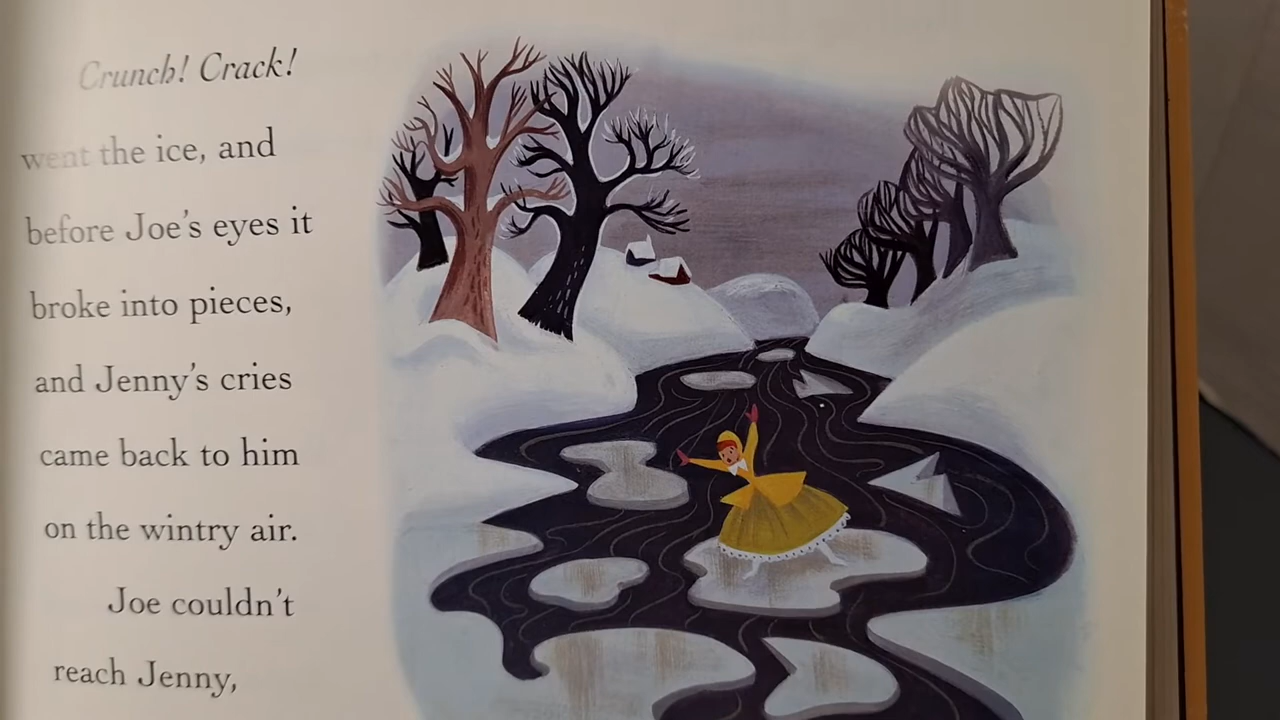 Crunch! Crack!
went the ice, and
before Joe's eyes it
broke into pieces,
and Jenny's cries
came back to him
on the wintry air.
Joe couldn't
reach Jenny,